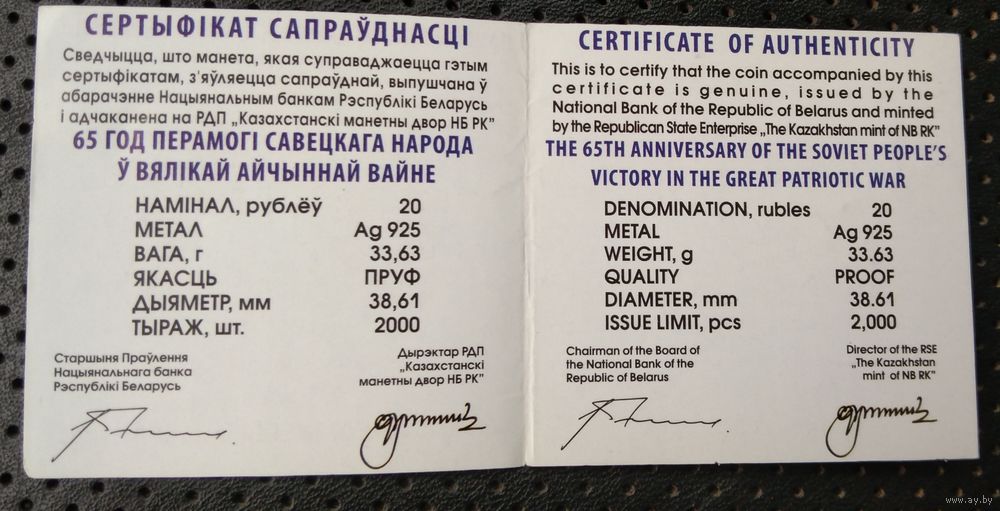 СЕРТЫФІКАТ САПРАЎДНАСЦІ
Сведчыцца, што манета, якая суправаджаецца гэтым
сертыфікатам, з'яўляецца сапраўднай, выпушчана ў
абарачэнне Нацыянальным банкам Рэспублікі Беларусь
і адчаканена на РДП „Казахстанскі манетны двор НБ РК”
65 ГОД ПЕРАМОГІ САВЕЦКАГА НАРОДА
Ў ВЯЛІКАЙ АЙЧЫННАЙ ВАЙНЕ
НАМІНАЛ, рублёў 20
МЕТАЛ Ag 925
ВАГА, г 33,63
ЯКАСЦЬ ПРУФ
ДЫЯМЕТР, мм 38,61
ТЫРАЖ, шт. 2000
Старшыня Праўлення
Нацыянальнага банка
Рэспублікі Беларусь
Дырэктар РДП
„Казахстанскі
манетны двор НБ РК”
CERTIFICATE OF AUTHENTICITY
This is to certify that the coin accompanied by this
certificate is genuine, issued by the
National Bank of the Republic of Belarus and minted
by the Republican State Enterprise „The Kazakhstan mint of NB RK”
THE 65TH ANNIVERSARY OF THE SOVIET PEOPLE'S
VICTORY IN THE GREAT PATRIOTIC WAR
DENOMINATION, rubles 20
METAL Ag 925
WEIGHT, g 33.63
QUALITY PROOF
DIAMETER, mm 38.61
ISSUE LIMIT, pcs 2,000
Chairman of the Board of
the National Bank of the
Republic of Belarus
Director of the RSE
„The Kazakhstan
mint of NB RK”
www.ay.by